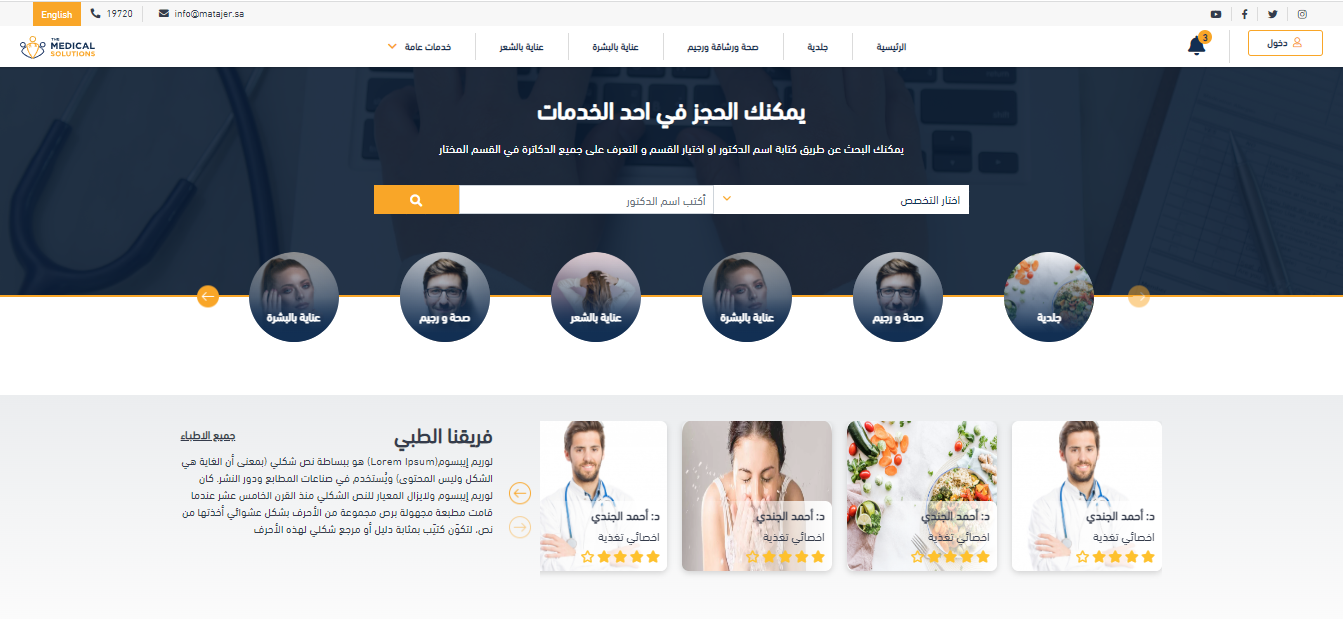 English
19720
info@matajer.sa
THE
MEDICAL
SOLUTIONS
دخول
3
الرئيسية
جلدية
صحة ورشاقة ورجيم
عناية بالبشرة
عناية بالشعر
خدمات عامة
يمكنك الحجز في احد الخدمات
يمكنك البحث عن طريق كتابة اسم الدكتور او اختيار القسم و التعرف على جميع الدكاترة في القسم المختار
اختار التخصص
أكتب اسم الدكتور
جلدية
صحة و رجيم
عناية بالبشرة
عناية بالشعر
صحة و رجيم
عناية بالبشرة
د: أحمد الجندي
اخصائي تغذية
د: أحمد الجندي
اخصائي تغذية
د: أحمد الجندي
اخصائي تغذية
د: أحمد الجندي
اخصائي تغذية
فريقنا الطبي
جميع الاطباء
لوريم إيبسوم(Lorem Ipsum) هو ببساطة نص شكلي (بمعنى أن الغاية هي
الشكل وليس المحتوى) ويُستخدم في صناعات المطابع ودور النشر. كان
لوريم إيبسوم ولايزال المعيار للنص الشكلي منذ القرن الخامس عشر عندما
قامت مطبعة مجهولة برص مجموعة من الأحرف بشكل عشوائي أخذتها من
نص، لتكوّن كتيّب بمثابة دليل أو مرجع شكلي لهذه الأحرف